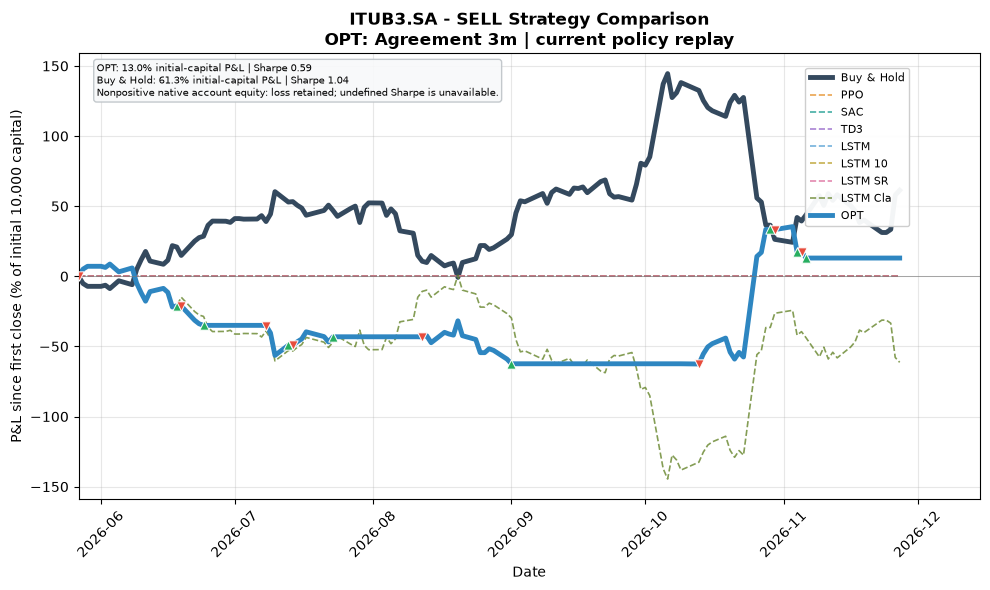 ITUB3.SA - SELL Strategy Comparison
OPT: Agreement 3m | current policy replay
OPT: 13.0% initial-capital P&L | Sharpe 0.59
Buy & Hold: 61.3% initial-capital P&L | Sharpe 1.04
Nonpositive native account equity: loss retained; undefined Sharpe is unavailable.
Buy & Hold
PPO
SAC
TD3
LSTM
LSTM 10
LSTM SR
LSTM Cla
OPT
P&L since first close (% of initial 10,000 capital)
150
100
50
0
−50
−100
−150
2026-06
2026-07
2026-08
2026-09
2026-10
2026-11
2026-12
Date